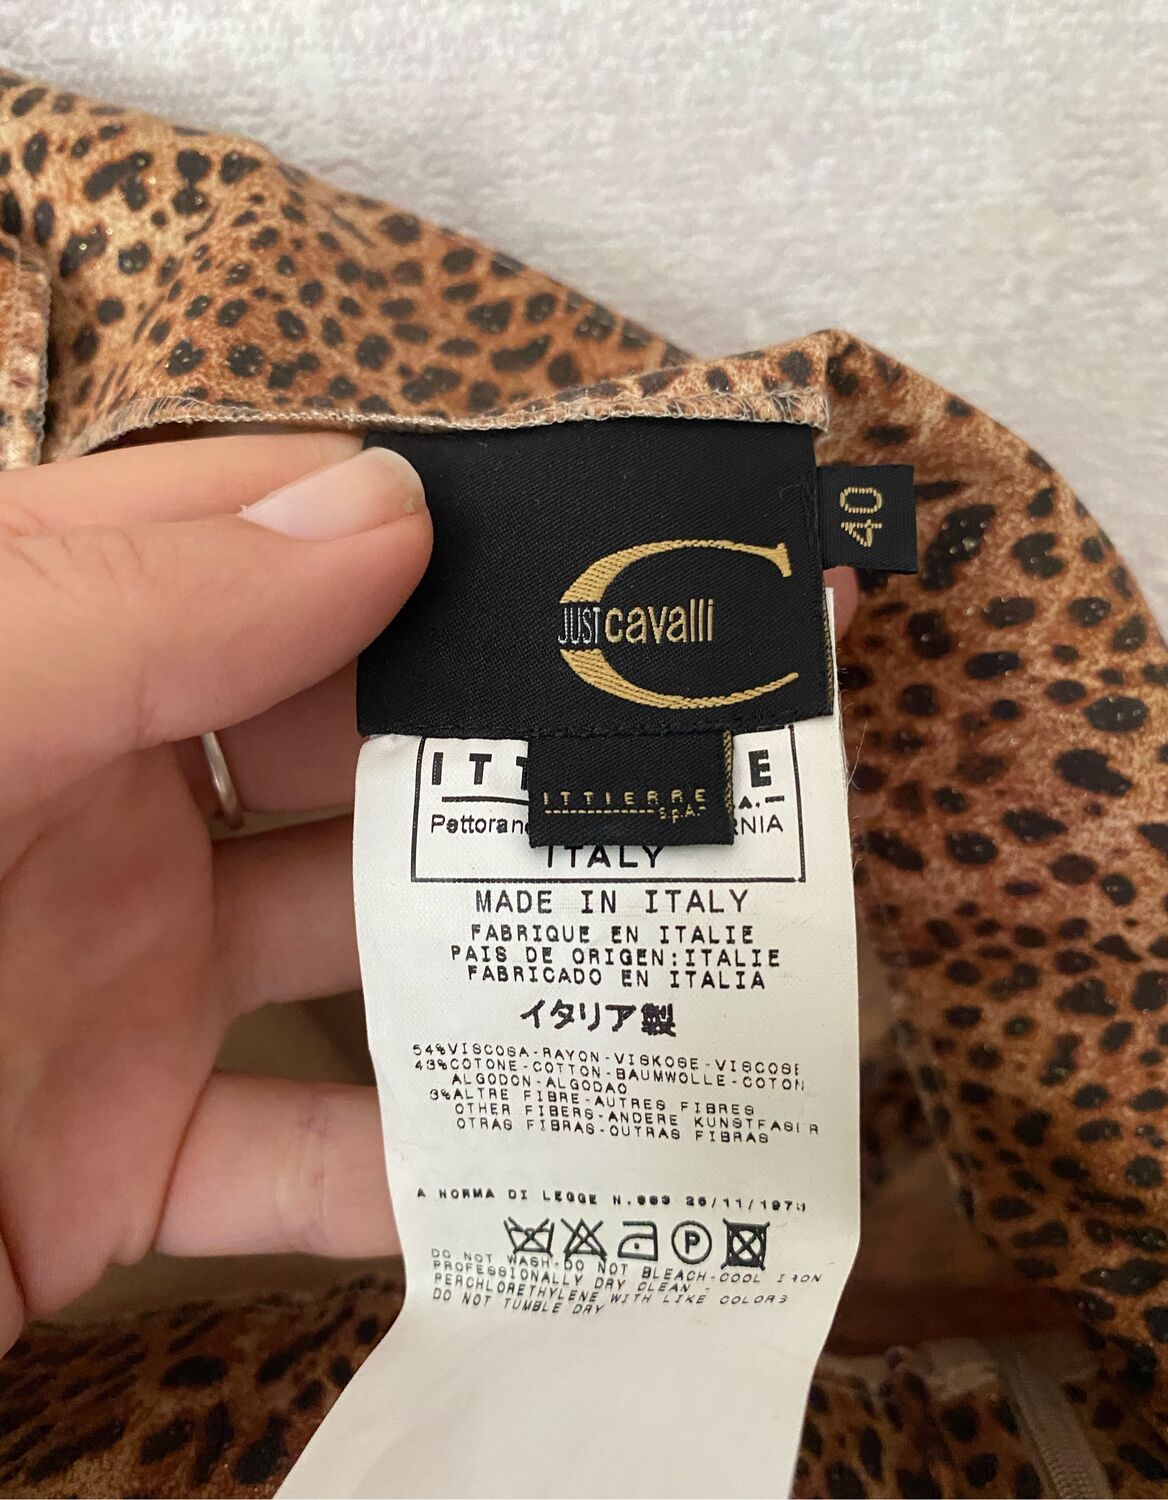 40
JUST cavalli
ITTIERRE
S.P.A.
ITT E
A.
Pettoran RNIA
ITALY
MADE IN ITALY
FABRIQUE EN ITALIE
PAIS DE ORIGEN:ITALIE
FABRICADO EN ITALIA
イタリア製
54%VISCOSA-RAYON-VISKOSE-VISCOSE
43%COTONE-COTTON-BAUMWOLLE-COTON
ALGODON-ALGODAO
3%ALTRE FIBRE-AUTRES FIBRES
OTHER FIBERS-ANDERE KUNSTFASER
OTRAS FIBRAS-OUTRAS FIBRAS
A NORMA DI LEGGE N.883 26/11/1973
P
DO NOT WASH-DO NOT BLEACH-COOL IRON
PROFESSIONALLY DRY CLEAN -
PERCHLORETHYLENE WITH LIKE COLORS
DO NOT TUMBLE DRY